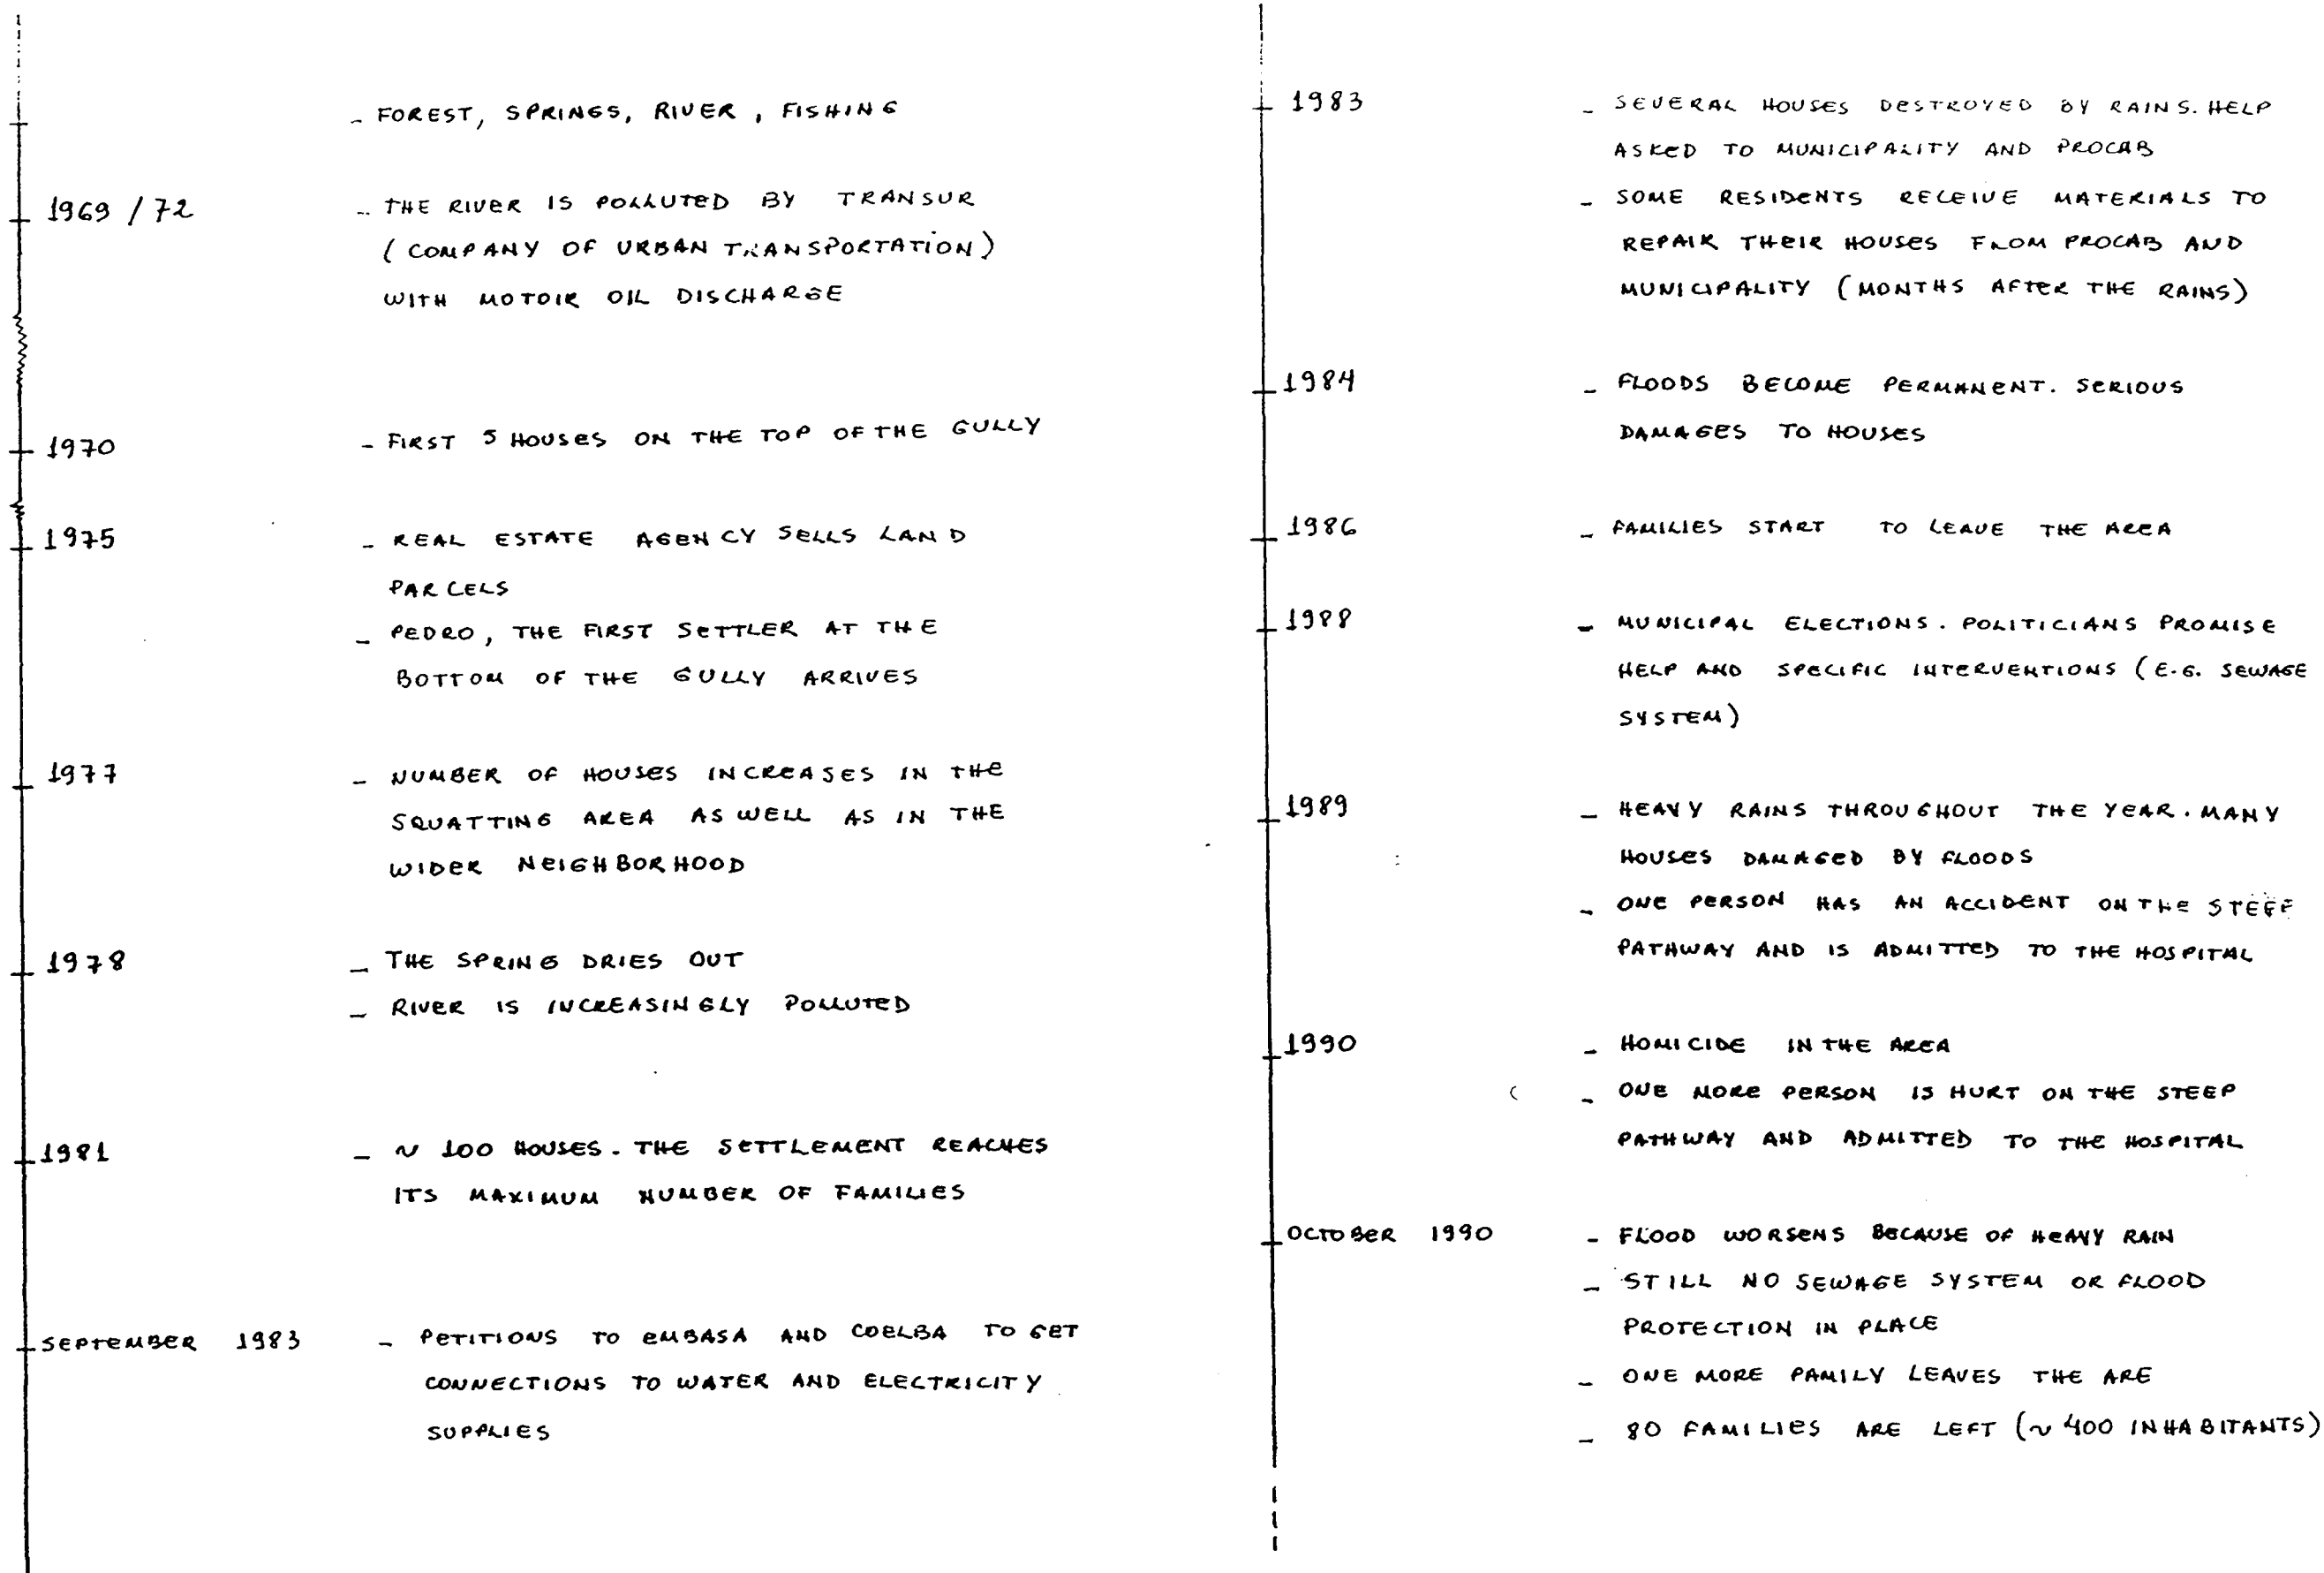 - FOREST, SPRINGS, RIVER, FISHING
1969 / 72
- THE RIVER IS POLLUTED BY TRANSUR
(COMPANY OF URBAN TRANSPORTATION)
WITH MOTOIR OIL DISCHARGE
1970
- FIRST 5 HOUSES ON THE TOP OF THE GULLY
1975
- REAL ESTATE AGENCY SELLS LAND
PARCELS
- PEDRO, THE FIRST SETTLER AT THE
BOTTOM OF THE GULLY ARRIVES
1977
- NUMBER OF HOUSES INCREASES IN THE
SQUATTING AREA AS WELL AS IN THE
WIDER NEIGHBORHOOD
1978
- THE SPRING DRIES OUT
- RIVER IS INCREASINGLY POLLUTED
1981
- ~ 100 HOUSES. THE SETTLEMENT REACHES
ITS MAXIMUM NUMBER OF FAMILIES
SEPTEMBER 1983
- PETITIONS TO EMBASA AND COELBA TO GET
CONNECTIONS TO WATER AND ELECTRICITY
SUPPLIES
1983
- SEVERAL HOUSES DESTROYED BY RAINS. HELP
ASKED TO MUNICIPALITY AND PROCAB
- SOME RESIDENTS RECEIVE MATERIALS TO
REPAIR THEIR HOUSES FROM PROCAB AND
MUNICIPALITY (MONTHS AFTER THE RAINS)
1984
- FLOODS BECOME PERMANENT. SERIOUS
DAMAGES TO HOUSES
1986
- FAMILIES START TO LEAVE THE AREA
1988
- MUNICIPAL ELECTIONS. POLITICIANS PROMISE
HELP AND SPECIFIC INTERVENTIONS (E.G. SEWAGE
SYSTEM)
1989
- HEAVY RAINS THROUGHOUT THE YEAR. MANY
HOUSES DAMAGED BY FLOODS
- ONE PERSON HAS AN ACCIDENT ON THE STEEP
PATHWAY AND IS ADMITTED TO THE HOSPITAL
1990
- HOMICIDE IN THE AREA
- ONE MORE PERSON IS HURT ON THE STEEP
PATHWAY AND ADMITTED TO THE HOSPITAL
OCTOBER 1990
- FLOOD WORSENS BECAUSE OF HEAVY RAIN
- STILL NO SEWAGE SYSTEM OR FLOOD
PROTECTION IN PLACE
- ONE MORE FAMILY LEAVES THE ARE
- 80 FAMILIES ARE LEFT (~ 400 INHABITANTS)